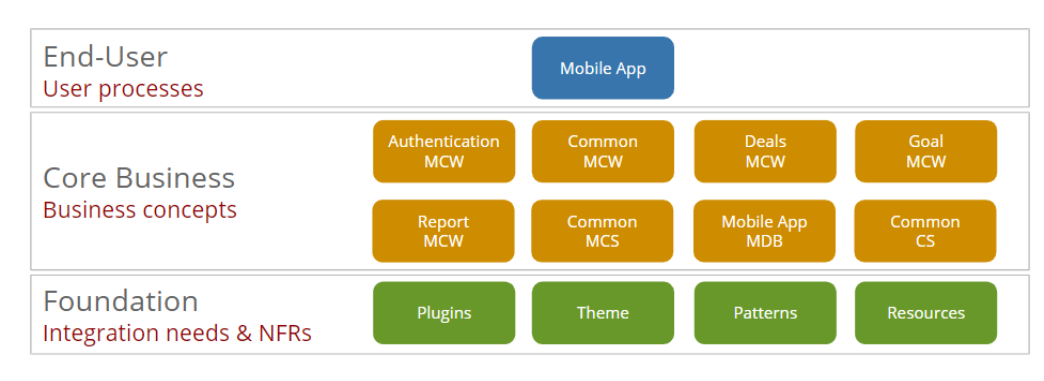 End-User
User processes
Mobile App
Core Business
Business concepts
Authentication
MCW
Common
MCW
Deals
MCW
Goal
MCW
Report
MCW
Common
MCS
Mobile App
MDB
Common
CS
Foundation
Integration needs & NFRs
Plugins
Theme
Patterns
Resources